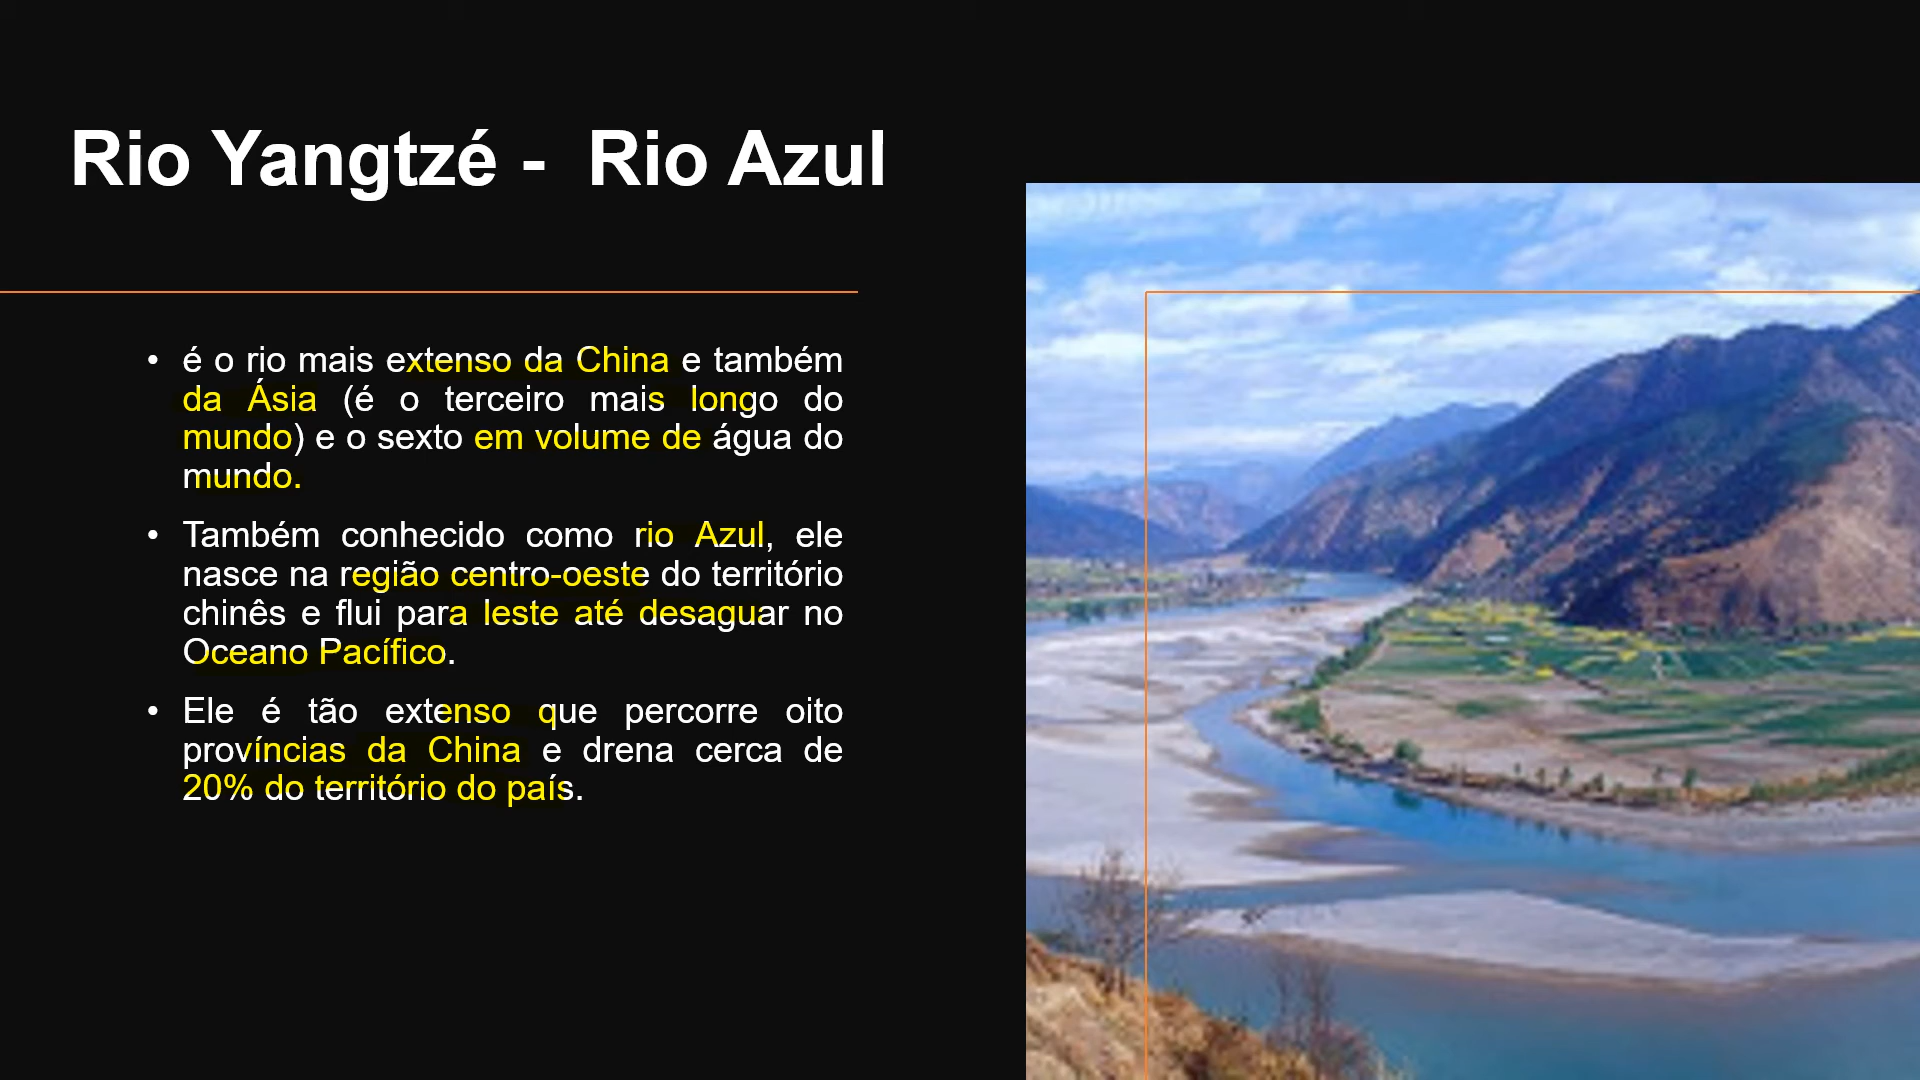 Rio Yangtzé -  Rio Azul
• é o rio mais extenso da China e também
da Ásia (é o terceiro mais longo do
mundo) e o sexto em volume de água do
mundo.
• Também conhecido como rio Azul, ele
nasce na região centro-oeste do território
chinês e flui para leste até desaguar no
Oceano Pacífico.
• Ele é tão extenso que percorre oito
províncias da China e drena cerca de
20% do território do país.